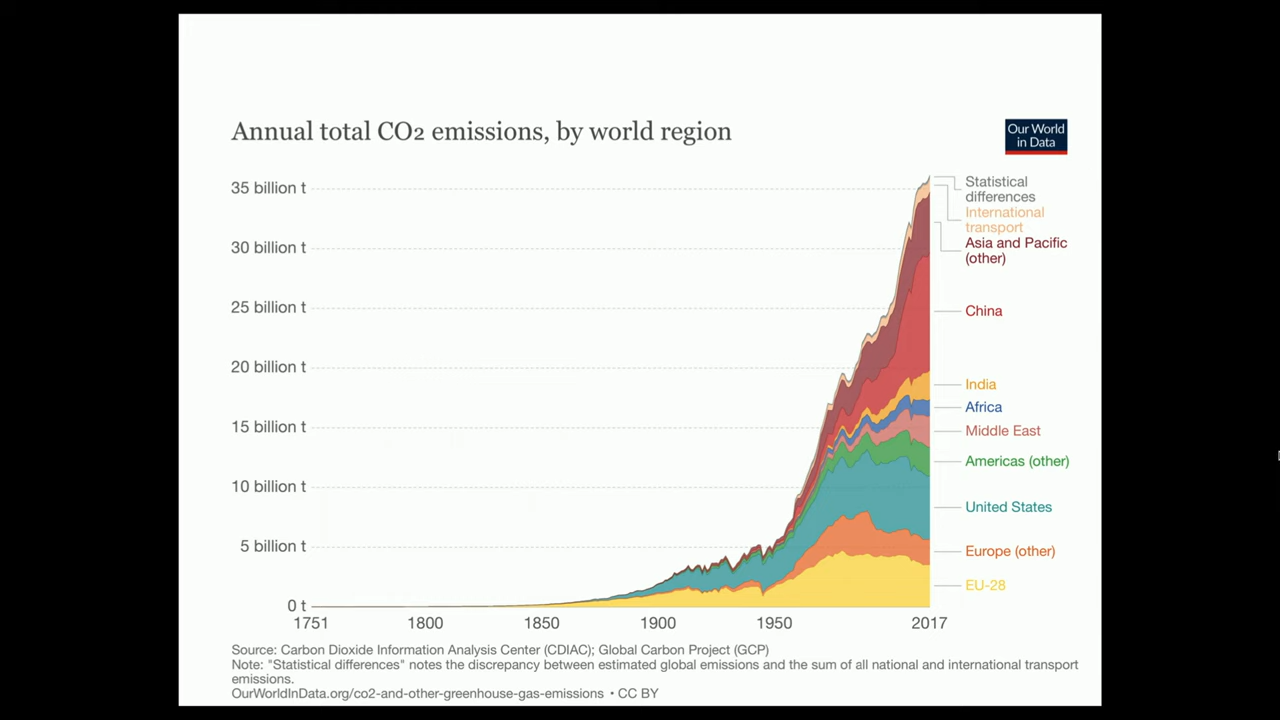 Annual total CO2 emissions, by world region
Our World
in Data
35 billion t
30 billion t
25 billion t
20 billion t
15 billion t
10 billion t
5 billion t
0 t
1751
1800
1850
1900
1950
2017
Statistical
differences
International
transport
Asia and Pacific
(other)
China
India
Africa
Middle East
Americas (other)
United States
Europe (other)
EU-28
Source: Carbon Dioxide Information Analysis Center (CDIAC); Global Carbon Project (GCP)
Note: "Statistical differences" notes the discrepancy between estimated global emissions and the sum of all national and international transport
emissions.
OurWorldInData.org/co2-and-other-greenhouse-gas-emissions • CC BY